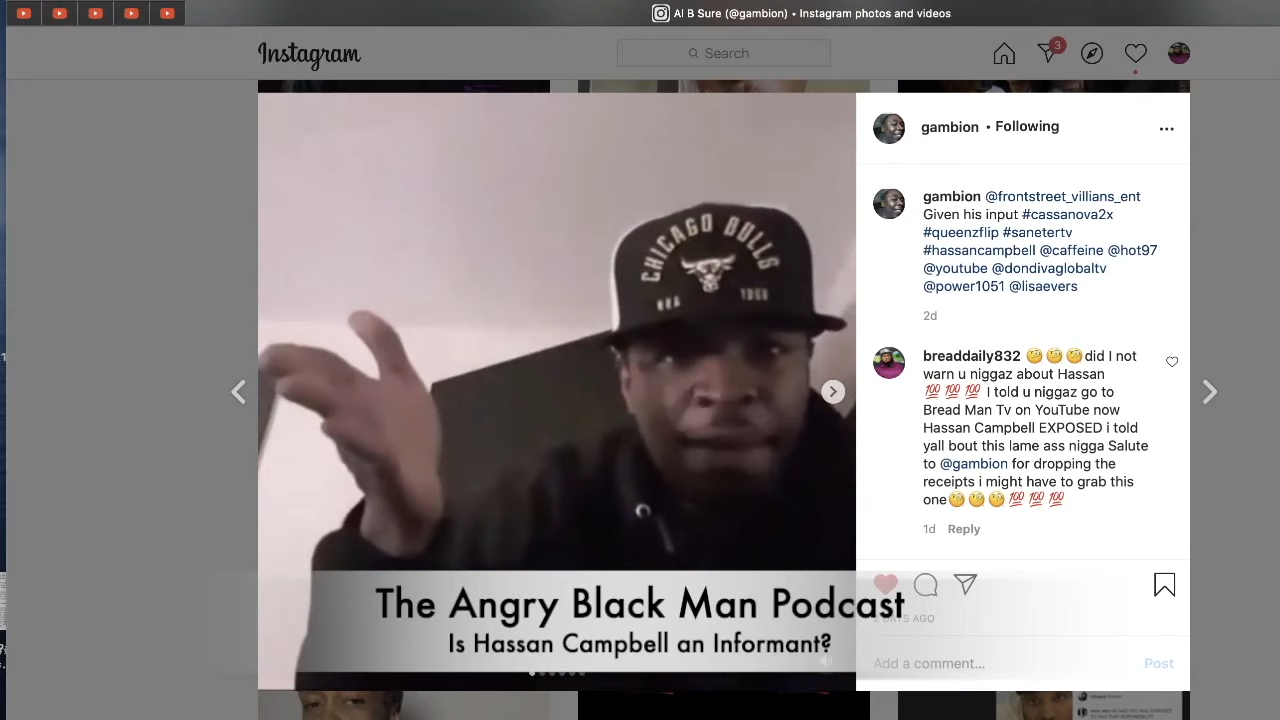 Al B Sure (@gambion) • Instagram photos and videos
Instagram
Search
3
gambion • Following
CHICAGO BULLS
gambion @frontstreet_villians_ent
Given his input #cassanova2x
#queenzflip #sanetertv
#hassancampbell @caffeine @hot97
@youtube @dondivaglobaltv
@power1051 @lisaevers
2d
breaddaily832 🧐🧐🧐did I not
warn u niggaz about Hassan
💯💯💯 I told u niggaz go to
Bread Man Tv on YouTube now
Hassan Campbell EXPOSED i told
yall bout this lame ass nigga Salute
to @gambion for dropping the
receipts i might have to grab this
one🧐🧐🧐💯💯💯
1d Reply
The Angry Black Man Podcast
Is Hassan Campbell an Informant?
2 DAYS AGO
Add a comment... Post